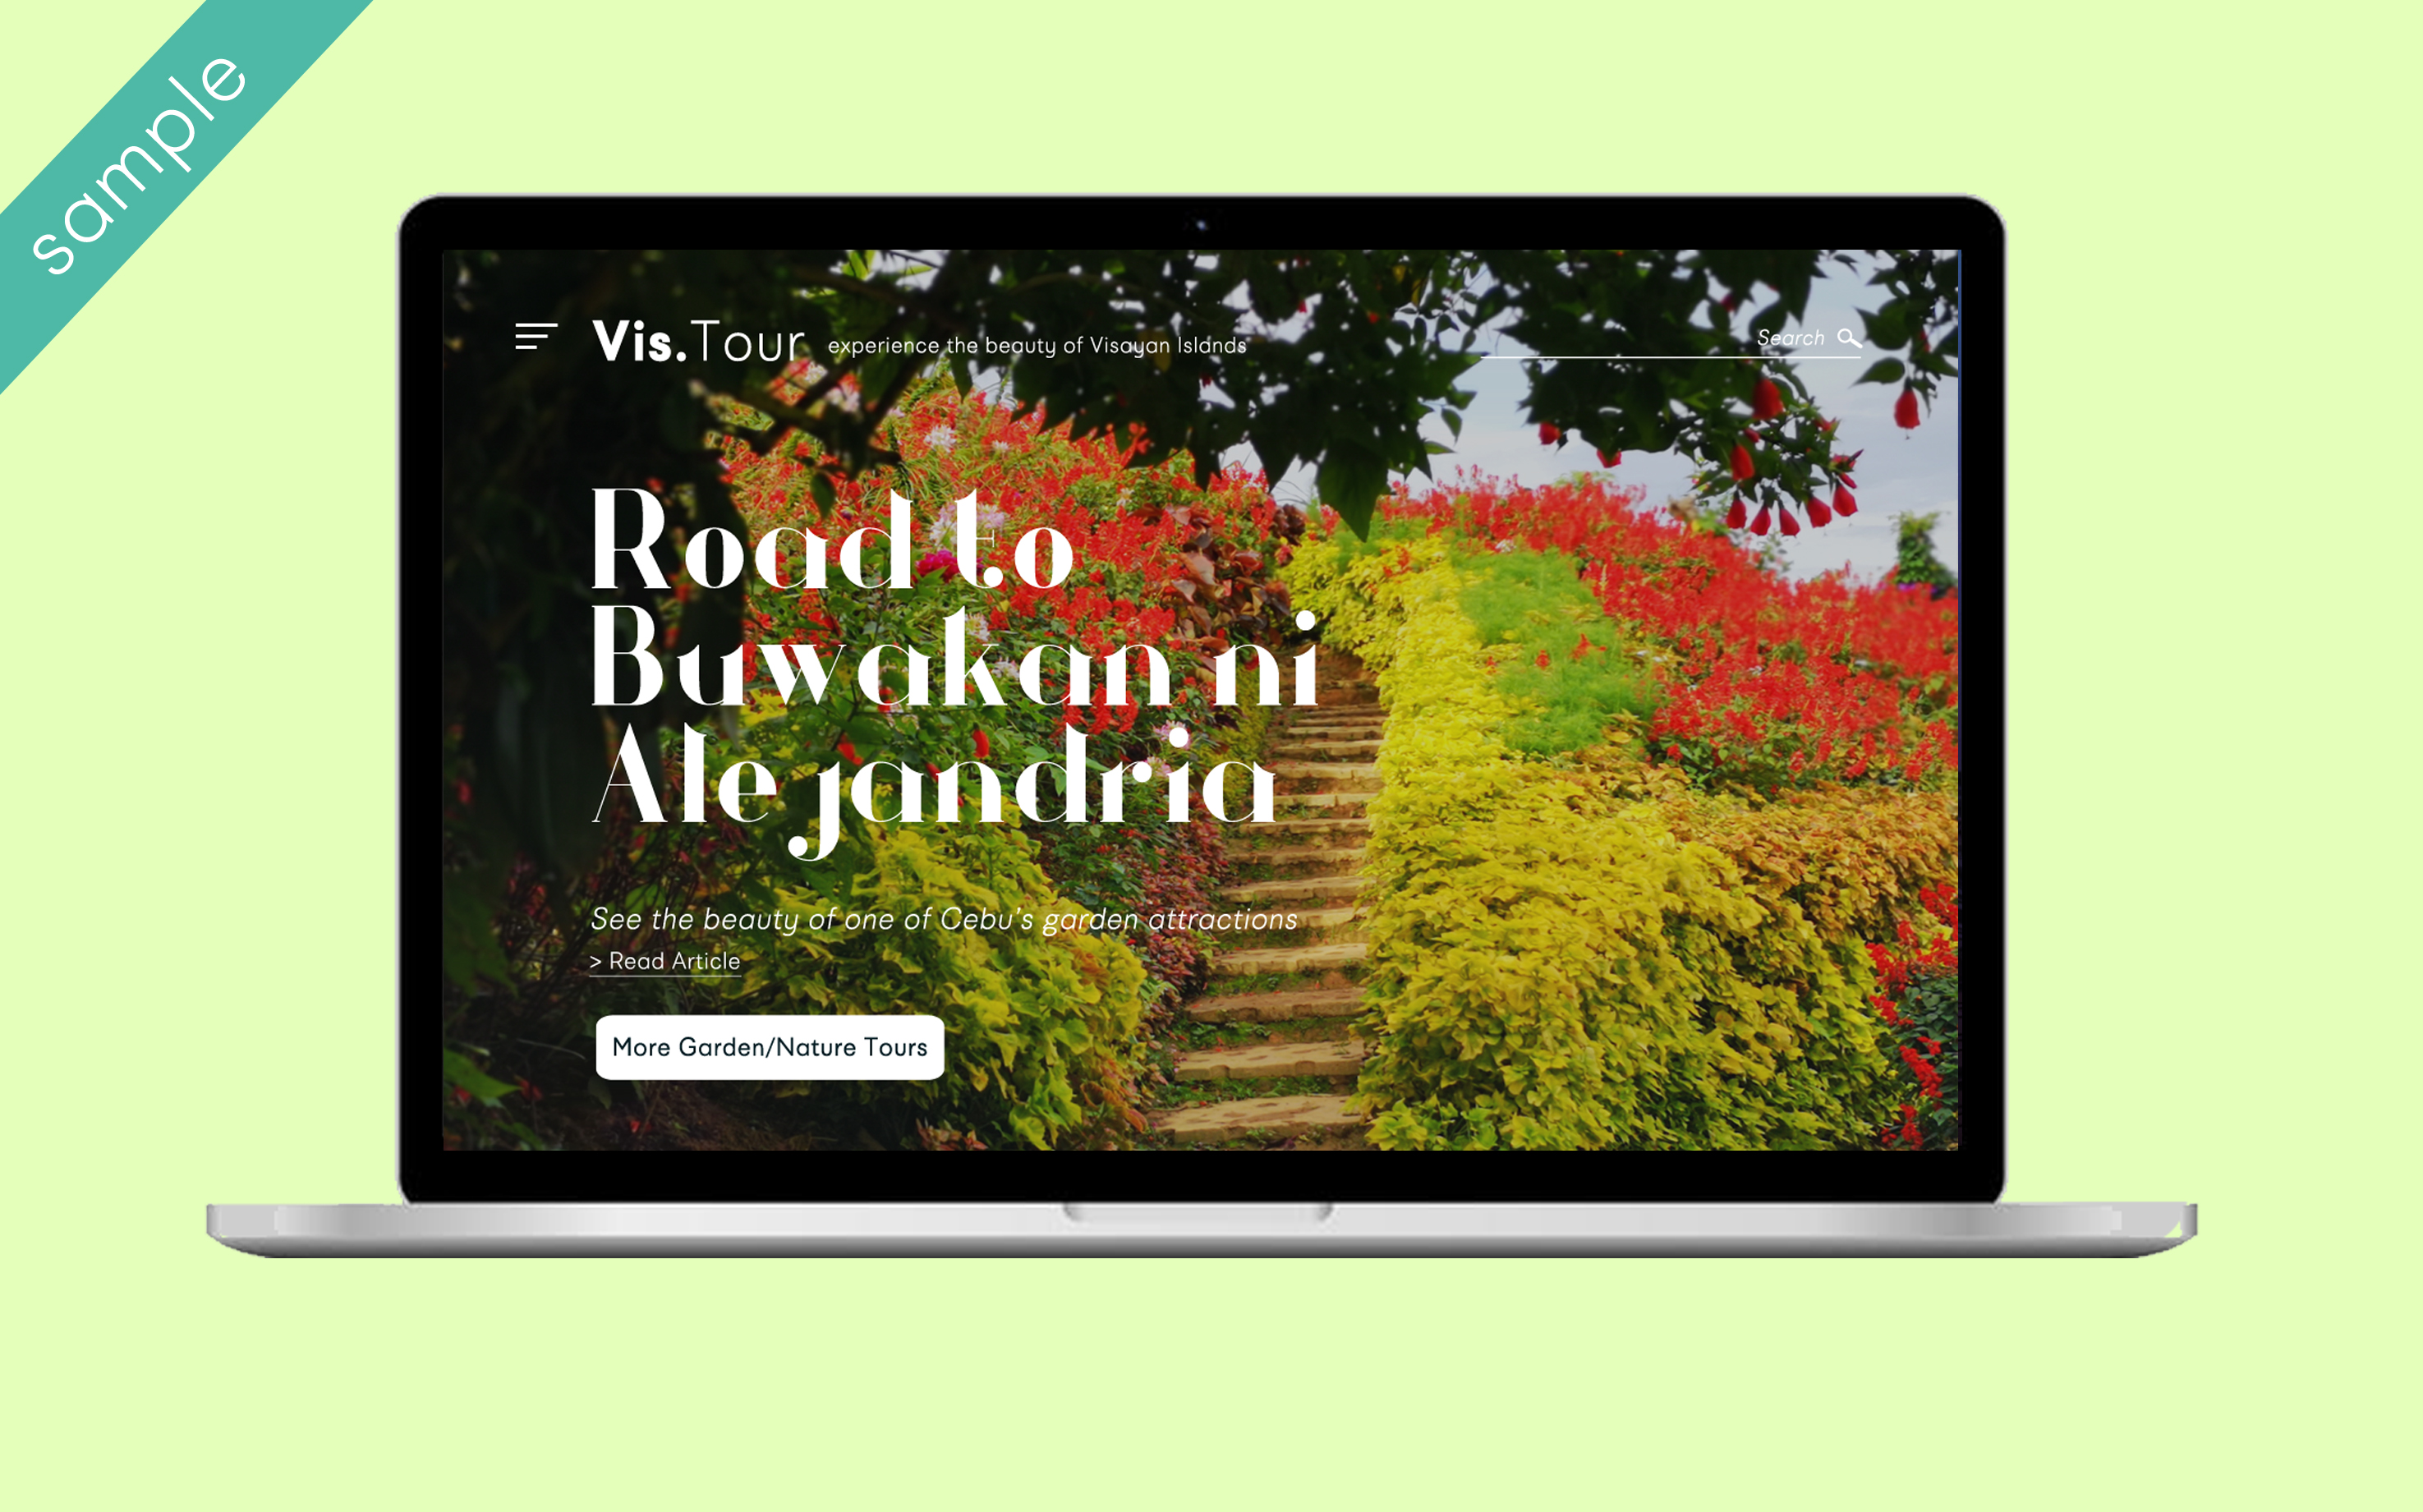 sample
Vis.Tour experience the beauty of Visayan Islands
Search
Road to
Buwakan ni
Alejandria
See the beauty of one of Cebu's garden attractions
> Read Article
More Garden/Nature Tours